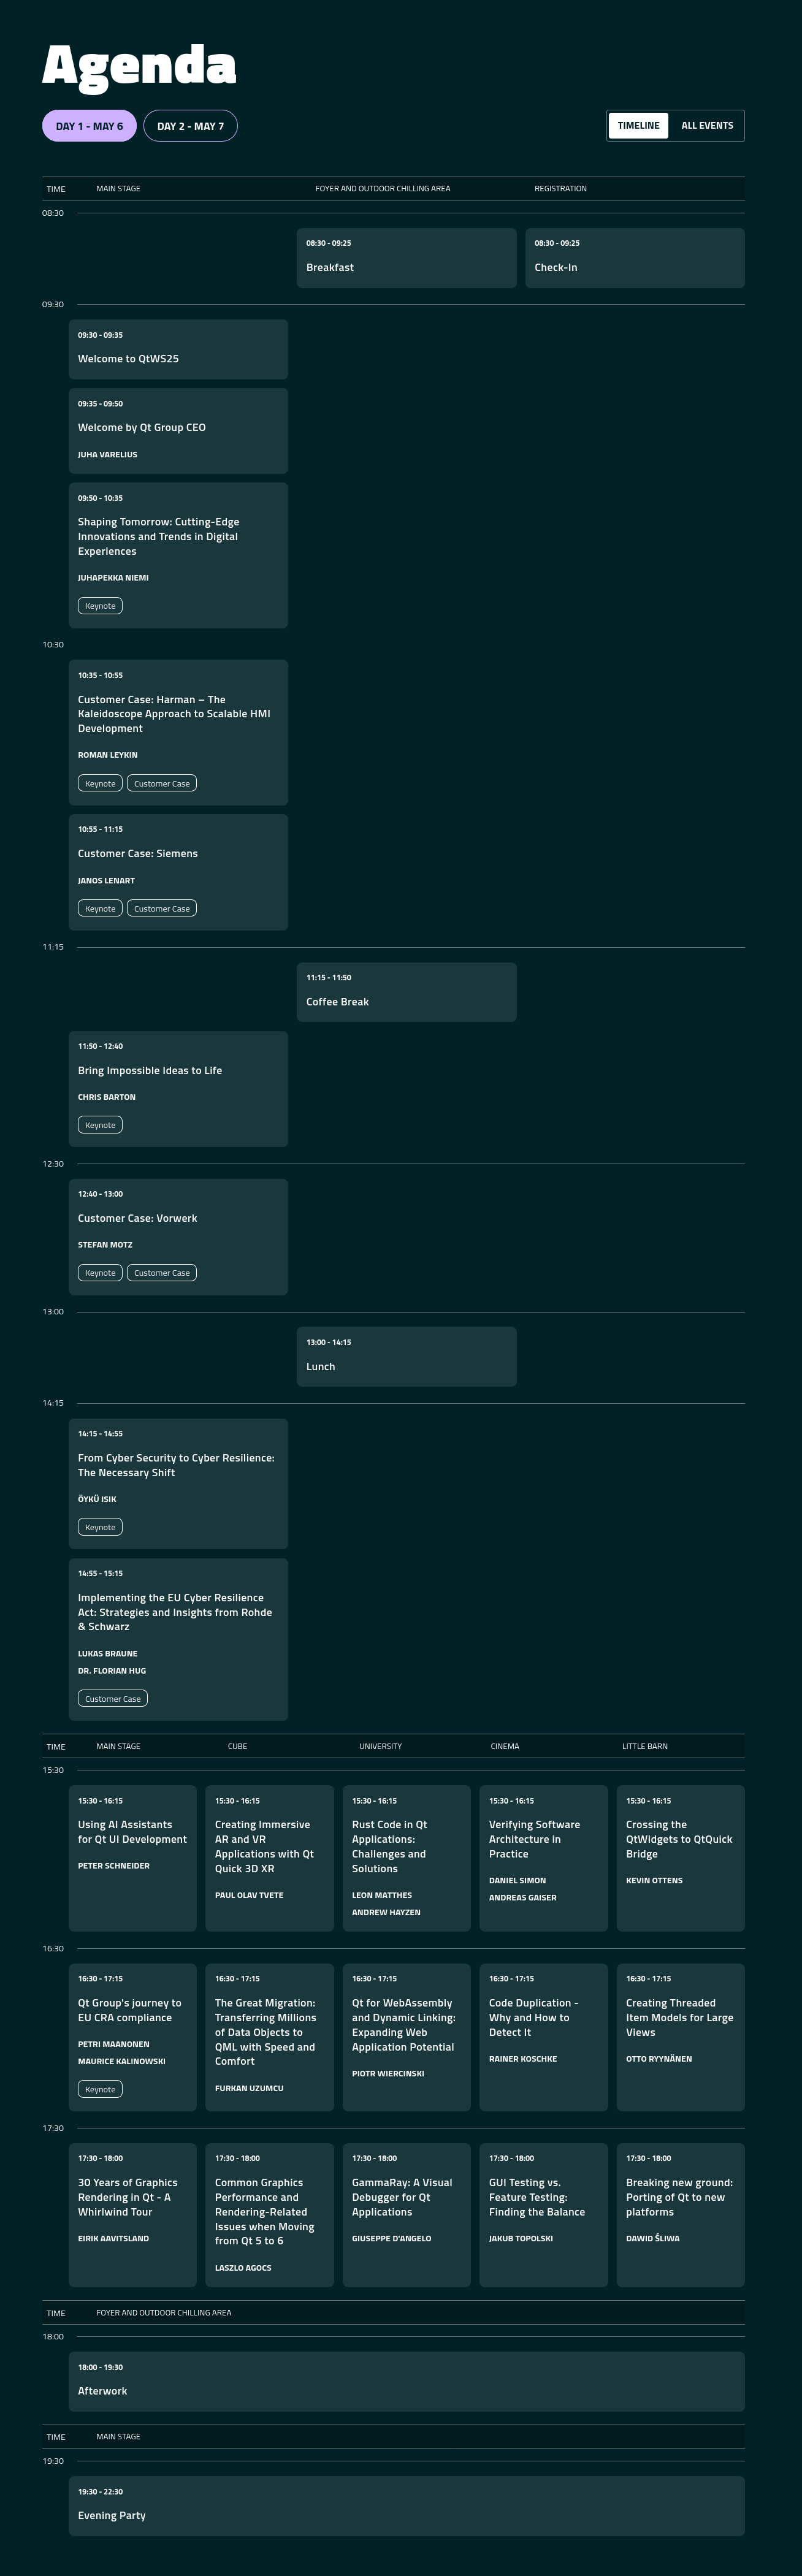 Agenda
DAY 1 - MAY 6
DAY 2 - MAY 7
TIMELINE
ALL EVENTS
TIME
MAIN STAGE
FOYER AND OUTDOOR CHILLING AREA
REGISTRATION
08:30
08:30 - 09:25
Breakfast
08:30 - 09:25
Check-In
09:30
09:30 - 09:35
Welcome to QtWS25
09:35 - 09:50
Welcome by Qt Group CEO
JUHA VARELIUS
09:50 - 10:35
Shaping Tomorrow: Cutting-Edge
Innovations and Trends in Digital
Experiences
JUHAPEKKA NIEMI
Keynote
10:30
10:35 - 10:55
Customer Case: Harman – The
Kaleidoscope Approach to Scalable HMI
Development
ROMAN LEYKIN
Keynote
Customer Case
10:55 - 11:15
Customer Case: Siemens
JANOS LENART
Keynote
Customer Case
11:15
11:15 - 11:50
Coffee Break
11:50 - 12:40
Bring Impossible Ideas to Life
CHRIS BARTON
Keynote
12:30
12:40 - 13:00
Customer Case: Vorwerk
STEFAN MOTZ
Keynote
Customer Case
13:00
13:00 - 14:15
Lunch
14:15
14:15 - 14:55
From Cyber Security to Cyber Resilience:
The Necessary Shift
ÖYKÜ ISIK
Keynote
14:55 - 15:15
Implementing the EU Cyber Resilience
Act: Strategies and Insights from Rohde
& Schwarz
LUKAS BRAUNE
DR. FLORIAN HUG
Customer Case
TIME
MAIN STAGE
CUBE
UNIVERSITY
CINEMA
LITTLE BARN
15:30
15:30 - 16:15
Using AI Assistants
for Qt UI Development
PETER SCHNEIDER
15:30 - 16:15
Creating Immersive
AR and VR
Applications with Qt
Quick 3D XR
PAUL OLAV TVETE
15:30 - 16:15
Rust Code in Qt
Applications:
Challenges and
Solutions
LEON MATTHES
ANDREW HAYZEN
15:30 - 16:15
Verifying Software
Architecture in
Practice
DANIEL SIMON
ANDREAS GAISER
15:30 - 16:15
Crossing the
QtWidgets to QtQuick
Bridge
KEVIN OTTENS
16:30
16:30 - 17:15
Qt Group's journey to
EU CRA compliance
PETRI MAANONEN
MAURICE KALINOWSKI
Keynote
16:30 - 17:15
The Great Migration:
Transferring Millions
of Data Objects to
QML with Speed and
Comfort
FURKAN UZUMCU
16:30 - 17:15
Qt for WebAssembly
and Dynamic Linking:
Expanding Web
Application Potential
PIOTR WIERCINSKI
16:30 - 17:15
Code Duplication -
Why and How to
Detect It
RAINER KOSCHKE
16:30 - 17:15
Creating Threaded
Item Models for Large
Views
OTTO RYYNÄNEN
17:30
17:30 - 18:00
30 Years of Graphics
Rendering in Qt - A
Whirlwind Tour
EIRIK AAVITSLAND
17:30 - 18:00
Common Graphics
Performance and
Rendering-Related
Issues when Moving
from Qt 5 to 6
LASZLO AGOCS
17:30 - 18:00
GammaRay: A Visual
Debugger for Qt
Applications
GIUSEPPE D'ANGELO
17:30 - 18:00
GUI Testing vs.
Feature Testing:
Finding the Balance
JAKUB TOPOLSKI
17:30 - 18:00
Breaking new ground:
Porting of Qt to new
platforms
DAWID ŚLIWA
TIME
FOYER AND OUTDOOR CHILLING AREA
18:00
18:00 - 19:30
Afterwork
TIME
MAIN STAGE
19:30
19:30 - 22:30
Evening Party